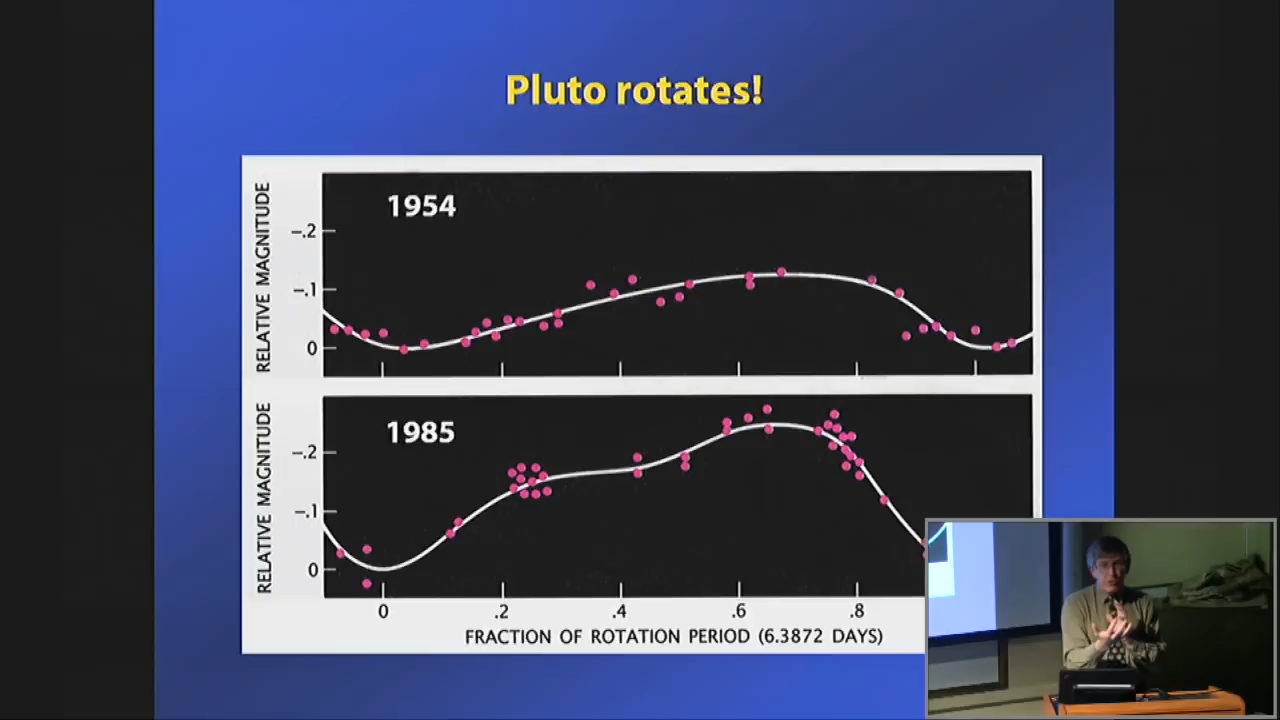 Pluto rotates!
1954
RELATIVE MAGNITUDE
–.2
–.1
0
1985
RELATIVE MAGNITUDE
–.2
–.1
0
0 .2 .4 .6 .8
FRACTION OF ROTATION PERIOD (6.3872 DAYS)